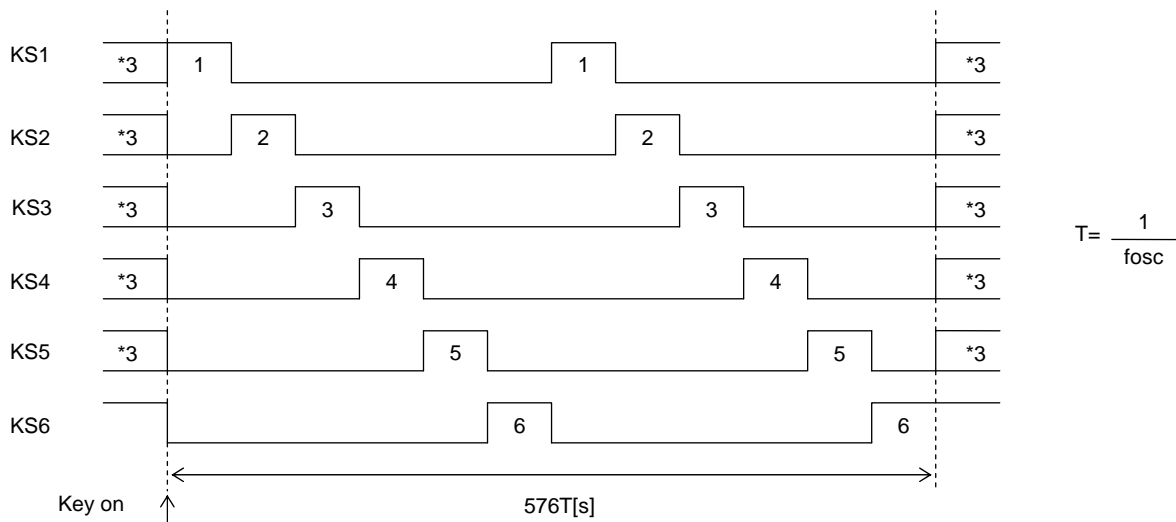 KS1 *3 1 1 *3
KS2 *3 2 2 *3
KS3 *3 3 3 *3
T= 1
fosc
KS4 *3 4 4 *3
KS5 *3 5 5 *3
KS6 6 6
Key on
576T[s]